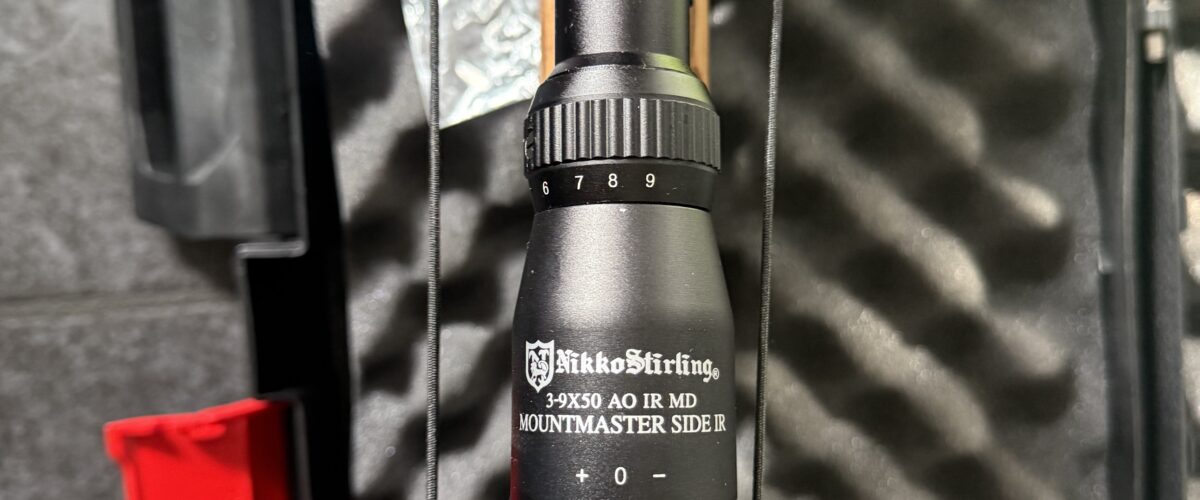 6 7 8 9
NikkoStirling®
3-9X50 AO IR MD
MOUNTMASTER SIDE IR
+ 0 −